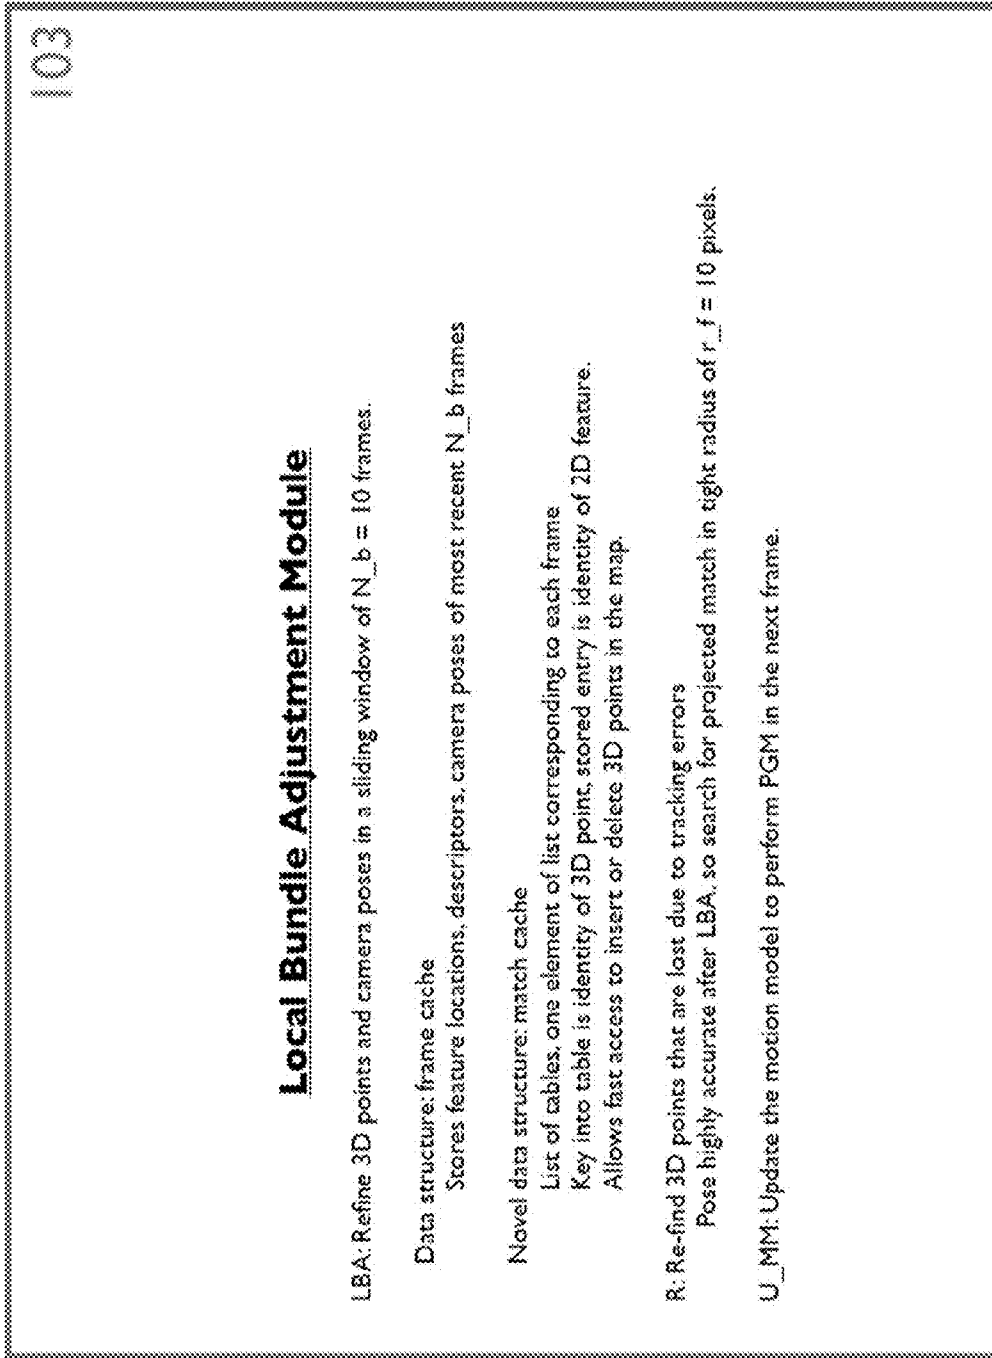 103
Local Bundle Adjustment Module
LBA: Refine 3D points and camera poses in a sliding window of N_b = 10 frames.
Data structure: frame cache
Stores feature locations, descriptors, camera poses of most recent N_b frames
Novel data structure: match cache
List of tables, one element of list corresponding to each frame
Key into table is identity of 3D point, stored entry is identity of 2D feature.
Allows fast access to insert or delete 3D points in the map.
R: Re-find 3D points that are lost due to tracking errors
Pose highly accurate after LBA, so search for projected match in tight radius of r_f = 10 pixels.
U_MM: Update the motion model to perform PGM in the next frame.